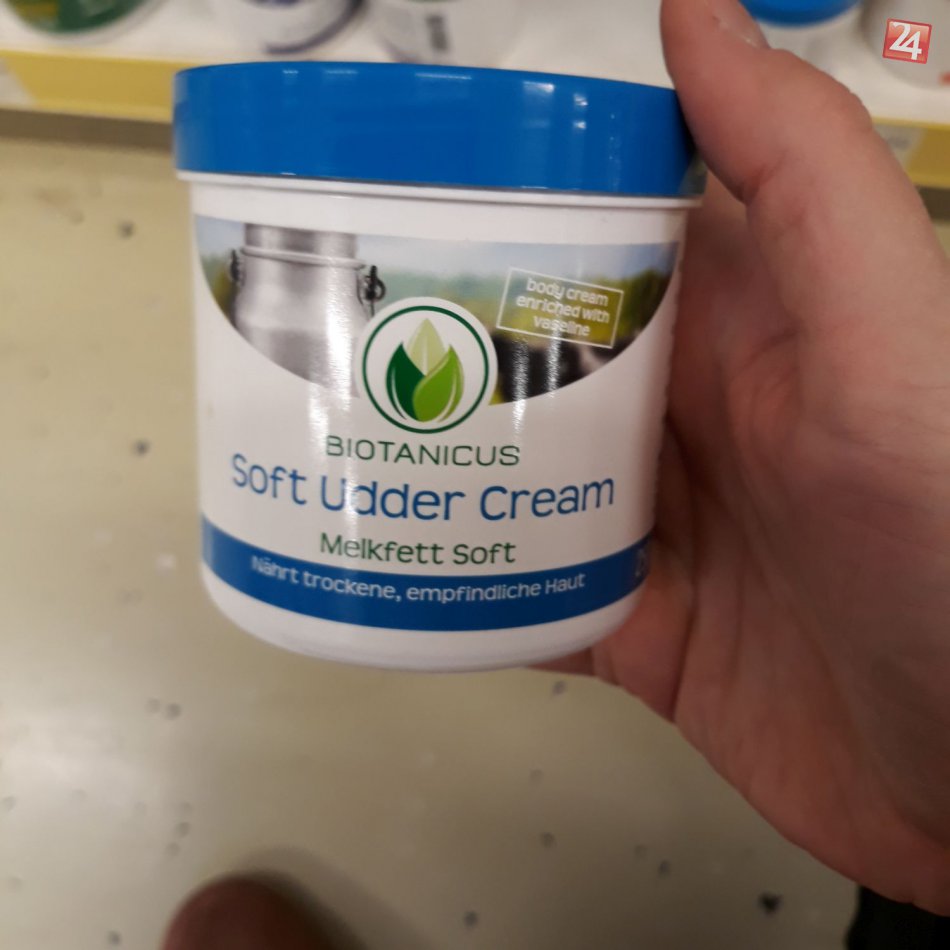 24
body cream
enriched with
vaseline
BIOTANICUS
Soft Udder Cream
Melkfett Soft
Nährt trockene, empfindliche Haut